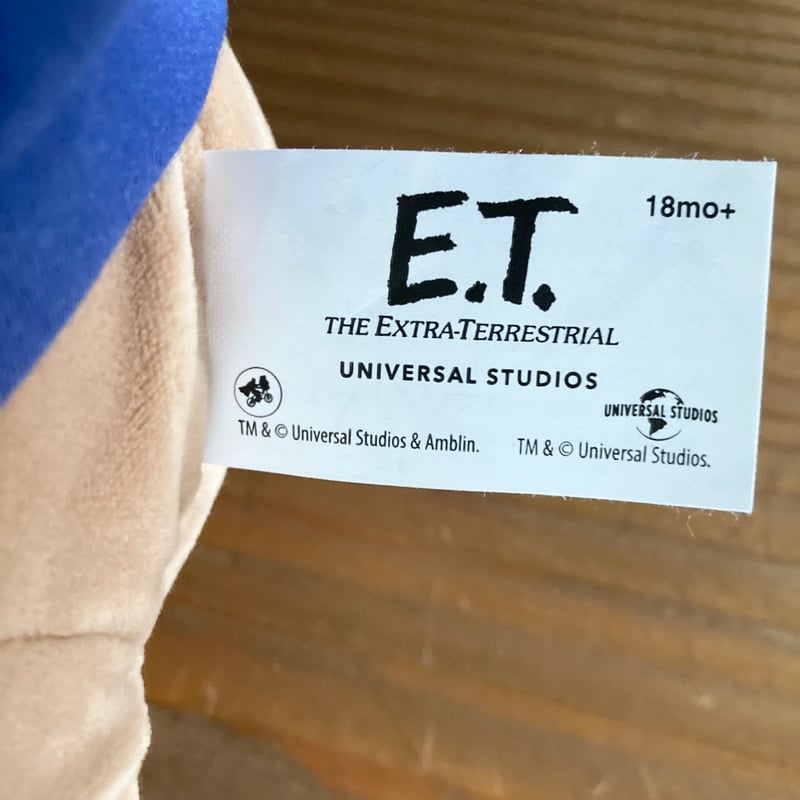 18mo+
E.T.
THE EXTRA-TERRESTRIAL
UNIVERSAL STUDIOS
UNIVERSAL STUDIOS
TM & © Universal Studios & Amblin.
TM & © Universal Studios.